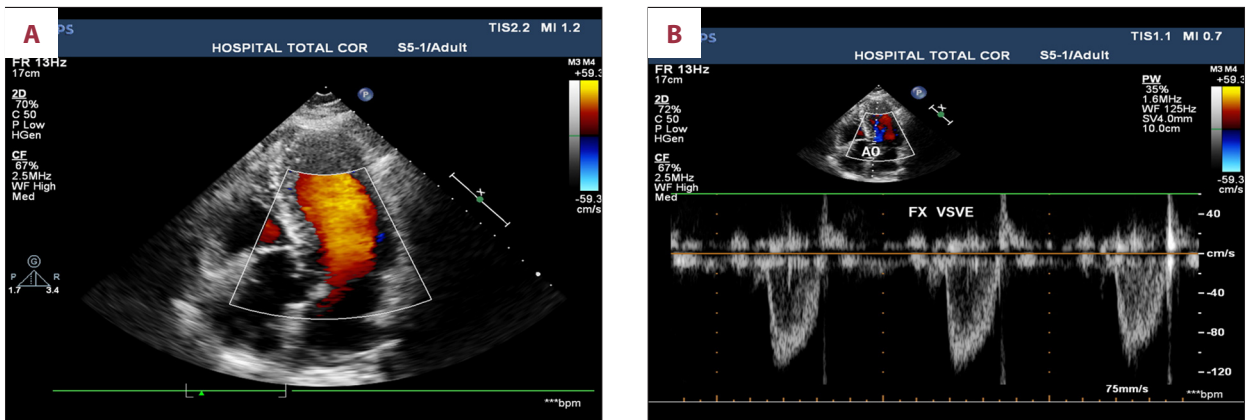 A
PS
TIS2.2 MI 1.2
HOSPITAL TOTAL COR S5-1/Adult
FR 13Hz
17cm
2D
70%
C 50
P Low
HGen
CF
67%
2.5MHz
WF High
Med
M3 M4
+59.3
-59.3
cm/s
P
X
G
P R
1.7 3.4
***bpm
B
PS
TIS1.1 MI 0.7
HOSPITAL TOTAL COR S5-1/Adult
FR 13Hz
17cm
2D
72%
C 50
P Low
HGen
CF
67%
2.5MHz
WF High
Med
P
X
AO
PW
35%
1.6MHz
WF 125Hz
SV4.0mm
10.0cm
M3 M4
+59.3
-59.3
cm/s
FX VSVE
40
cm/s
-40
-80
-120
75mm/s
***bpm